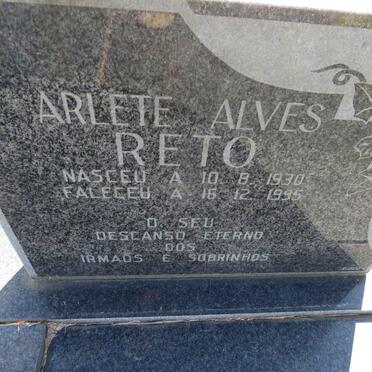 ARLETE ALVES
RETO
NASCEU A 10.8.1930
FALECEU A 16.12.1995
O SEU
DESCANSO ETERNO
DOS
IRMAOS E SOBRINHOS